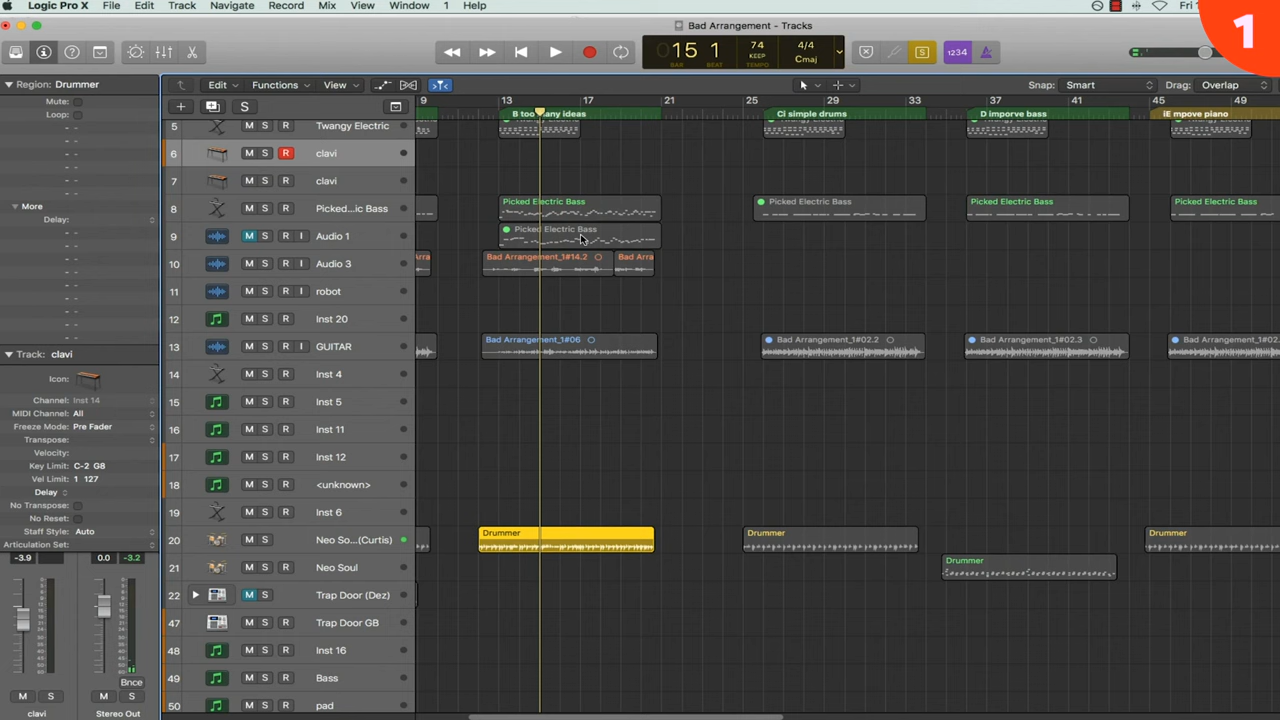 Logic Pro X File Edit Track Navigate Record Mix View Window 1 Help Fri 1
1
Bad Arrangement - Tracks
15 1 74 4/4
BAR BEAT KEEP TEMPO Cmaj
S 1234
Region: Drummer Edit Functions View Snap: Smart Drag: Overlap
Mute:
Loop:
More
Delay:
S 9 13 17 21 25 29 33 37 41 45 49
Ci simple drums D imporve bass iE mpove piano
5 M S R Twangy Electric
6 M S R clavi
7 M S R clavi
8 M S R Picked...ic Bass Picked Electric Bass Picked Electric Bass Picked Electric Bass Picked Electric Bass
9 M S R I Audio 1 Picked Electric Bass
10 M S R I Audio 3 Arra Bad Arrangement_1#14.2 Bad Arra
11 M S R I robot
12 M S R Inst 20
13 M S R I GUITAR Bad Arrangement_1#06 Bad Arrangement_1#02.2 Bad Arrangement_1#02.3 Bad Arrangement_1#02.
14 M S R Inst 4
15 M S R Inst 5
16 M S R Inst 11
17 M S R Inst 12
18 M S R <unknown>
19 M S R Inst 6
20 M S R Neo So...(Curtis) Drummer Drummer Drummer
21 M S R Neo Soul Drummer
22 M S R Trap Door (Dez)
47 M S R Trap Door GB
48 M S R Inst 16
49 M S R Bass
50 M S R pad
Track: clavi
Icon:
Channel: Inst 14
MIDI Channel: All
Freeze Mode: Pre Fader
Transpose:
Velocity:
Key Limit: C-2 G8
Vel Limit: 1 127
Delay
No Transpose:
No Reset:
Staff Style: Auto
Articulation Set:
-3.9 0.0 -3.2
Bnce
M S M S
clavi Stereo Out